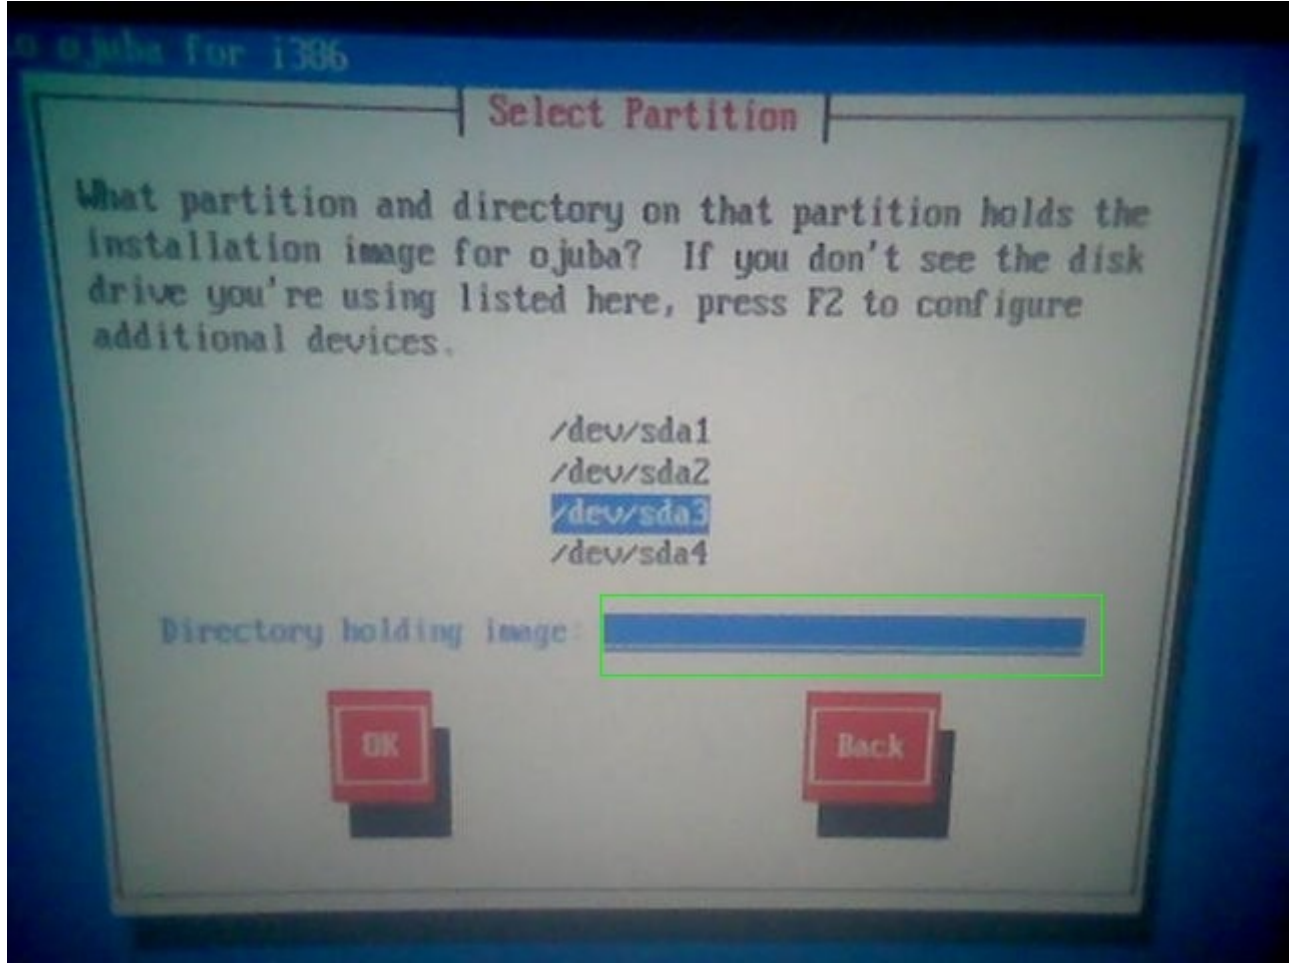 o ojuba for i386
Select Partition
What partition and directory on that partition holds the
installation image for ojuba?  If you don't see the disk
drive you're using listed here, press F2 to configure
additional devices.
/dev/sda1
/dev/sda2
/dev/sda3
/dev/sda4
Directory holding image:
OK Back